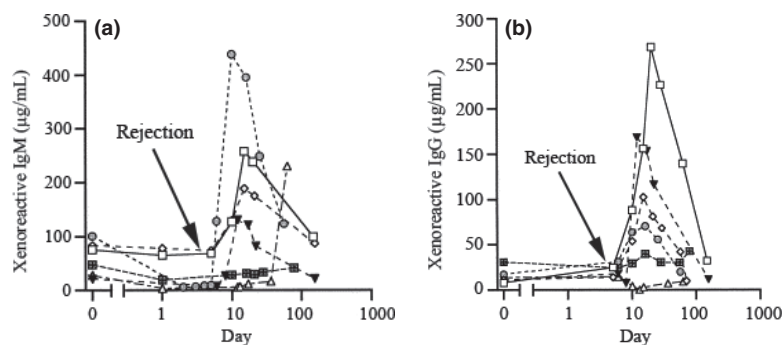 (a)
Xenoreactive IgM (µg/mL)
500
400
300
200
100
0
Rejection
0 1 10 100 1000
Day
(b)
Xenoreactive IgG (µg/mL)
300
250
200
150
100
50
0
Rejection
0 1 10 100 1000
Day